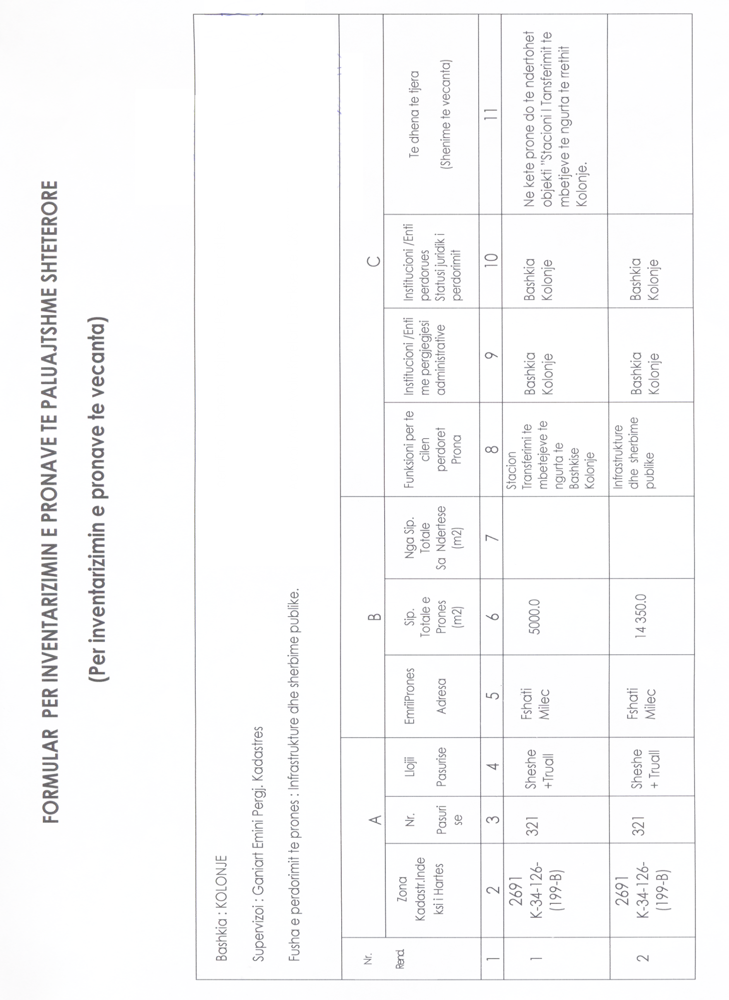 FORMULAR PER INVENTARIZIMIN E PRONAVE TE PALUAJTSHME SHTETERORE
(Per inventarizimin e pronave te vecanta)
Bashkia : KOLONJE
Supervizoi : Ganiart Emini Pergj. Kadastres
Fusha e perdorimit te prones : Infrastrukture dhe sherbime publike.
Nr.
Rend.
A
B
C
Zona
Kadastr.Inde
ksi i Hartes
Nr.
Pasuri
se
Llojii
Pasurise
EmriiPrones
Adresa
Sip.
Totale e
Prones
(m2)
Nga Sip.
Totale
Sa Ndertese
(m2)
Funksioni per te
cilen
perdoret
Prona
Institucioni /Enti
me pergjegjesi
administrative
Institucioni /Enti
perdorues
Statusi juridik i
perdorimit
Te dhena te tjera
(Shenime te vecanta)
1 2 3 4 5 6 7 8 9 10 11
1
2691
K-34-126-
(199-B)
321
Sheshe
+Truall
Fshati
Milec
5000.0
Stacion
Transferimi te
mbetejeve te
ngurta te
Bashkise
Kolonje
Bashkia
Kolonje
Bashkia
Kolonje
Ne kete prone do te ndertohet
objekti "Stacioni I Tansferimit te
mbetjeve te ngurta te rrethit
Kolonje.
2
2691
K-34-126-
(199-B)
321
Sheshe
+ Truall
Fshati
Milec
14 350.0
Infrastrukture
dhe sherbime
publike
Bashkia
Kolonje
Bashkia
Kolonje